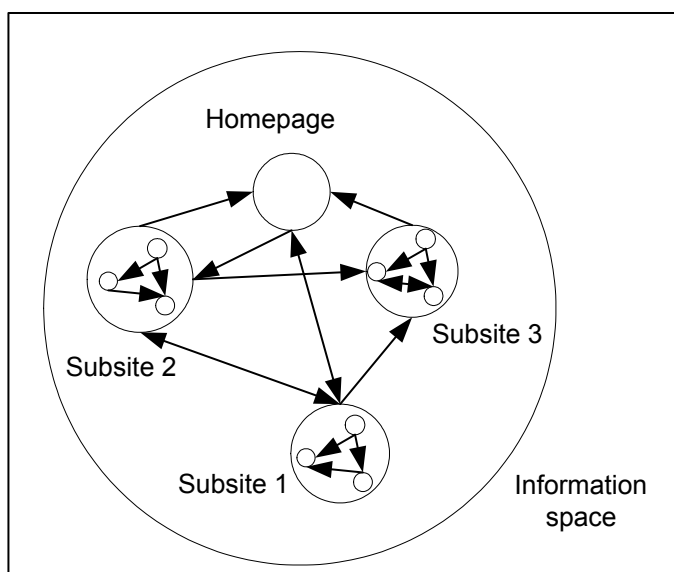 Homepage
Subsite 3
Subsite 2
Subsite 1
Information
space